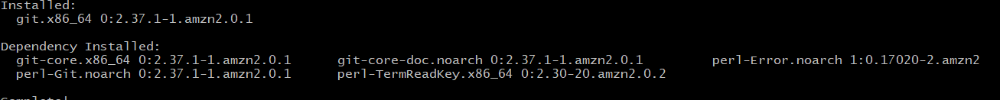 Installed:
git.x86_64 0:2.37.1-1.amzn2.0.1
Dependency Installed:
git-core.x86_64 0:2.37.1-1.amzn2.0.1 git-core-doc.noarch 0:2.37.1-1.amzn2.0.1 perl-Error.noarch 1:0.17020-2.amzn2
perl-Git.noarch 0:2.37.1-1.amzn2.0.1 perl-TermReadKey.x86_64 0:2.30-20.amzn2.0.2
Complete!